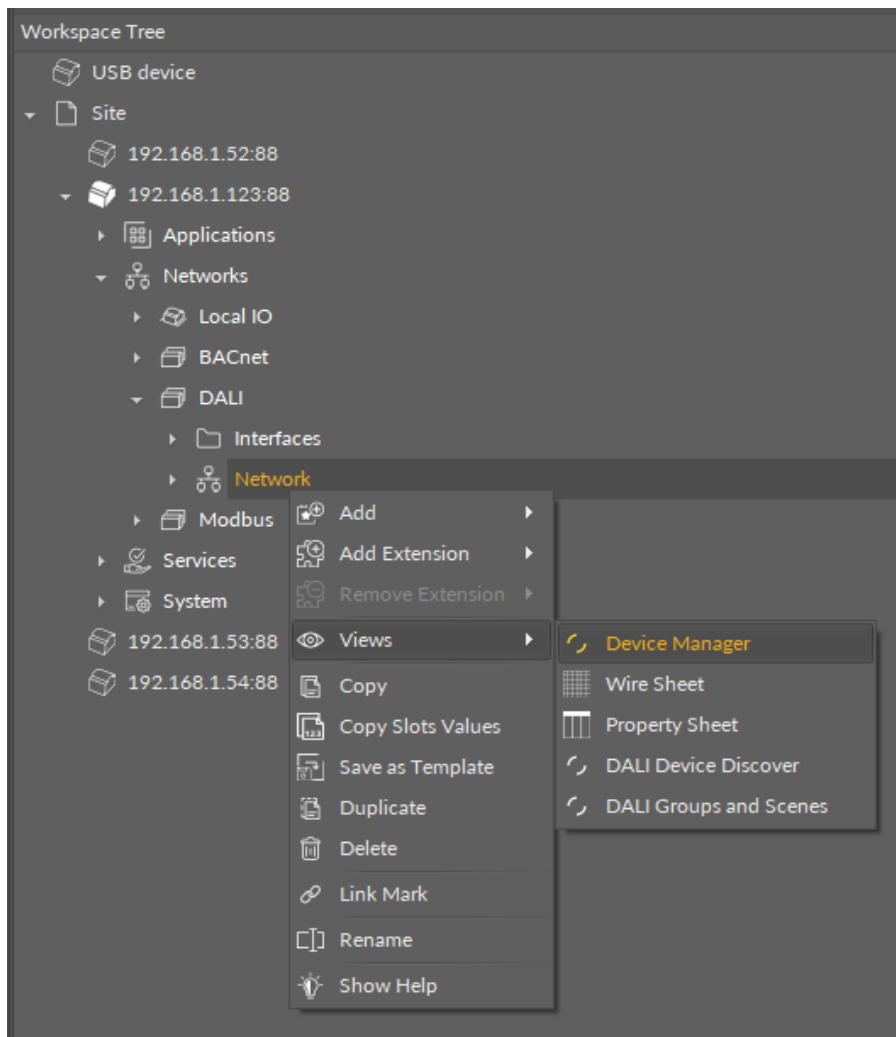 Workspace Tree
USB device
Site
192.168.1.52:88
192.168.1.123:88
Applications
Networks
Local IO
BACnet
DALI
Interfaces
Network
Modbus
Services
System
192.168.1.53:88
192.168.1.54:88
Add
Add Extension
Remove Extension
Views
Copy
Copy Slots Values
Save as Template
Duplicate
Delete
Link Mark
Rename
Show Help
Device Manager
Wire Sheet
Property Sheet
DALI Device Discover
DALI Groups and Scenes